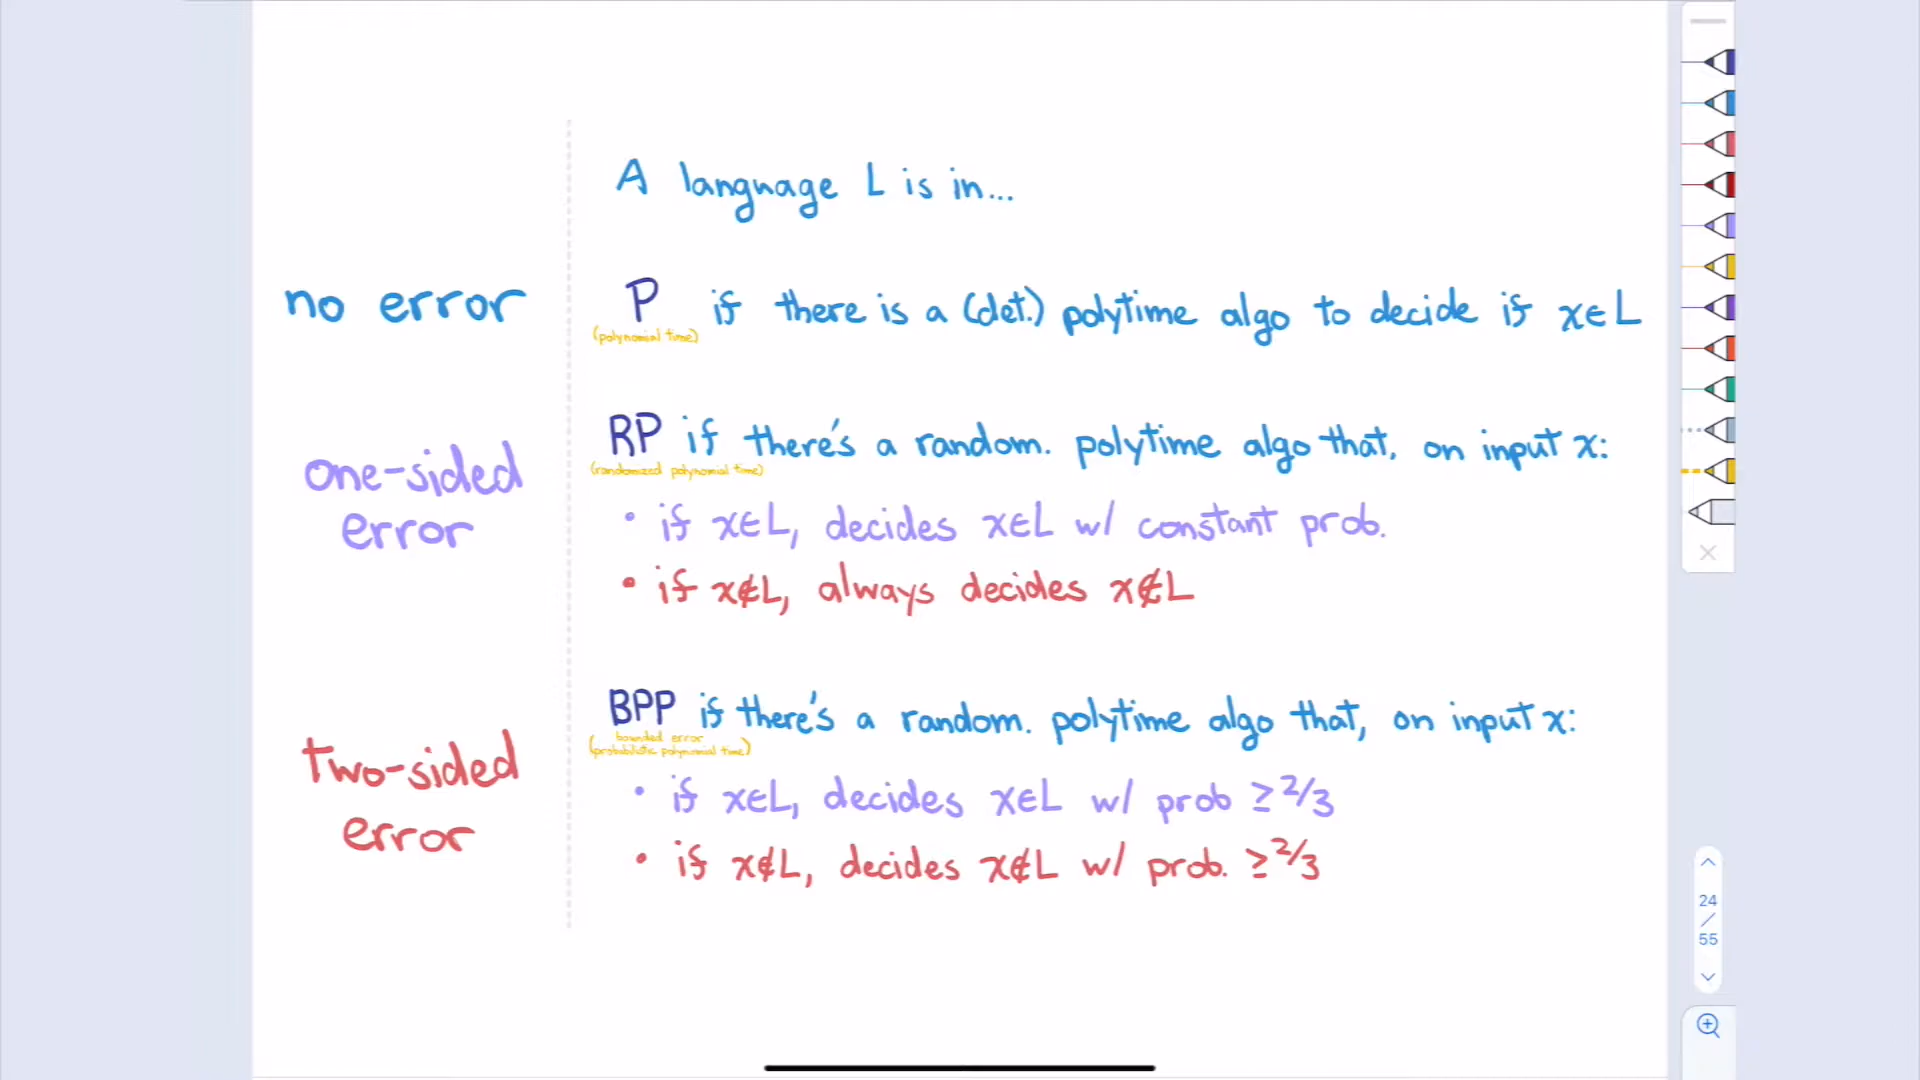 A language L is in...
no error
P if there is a (det.) polytime algo to decide if x∈L
(polynomial time)
one-sided
error
RP if there's a random. polytime algo that, on input x:
(randomized polynomial time)
• if x∈L, decides x∈L w/ constant prob.
• if x∉L, always decides x∉L
two-sided
error
BPP if there's a random. polytime algo that, on input x:
(bounded error
probabilistic polynomial time)
• if x∈L, decides x∈L w/ prob ≥2/3
• if x∉L, decides x∉L w/ prob. ≥2/3
24
/
55